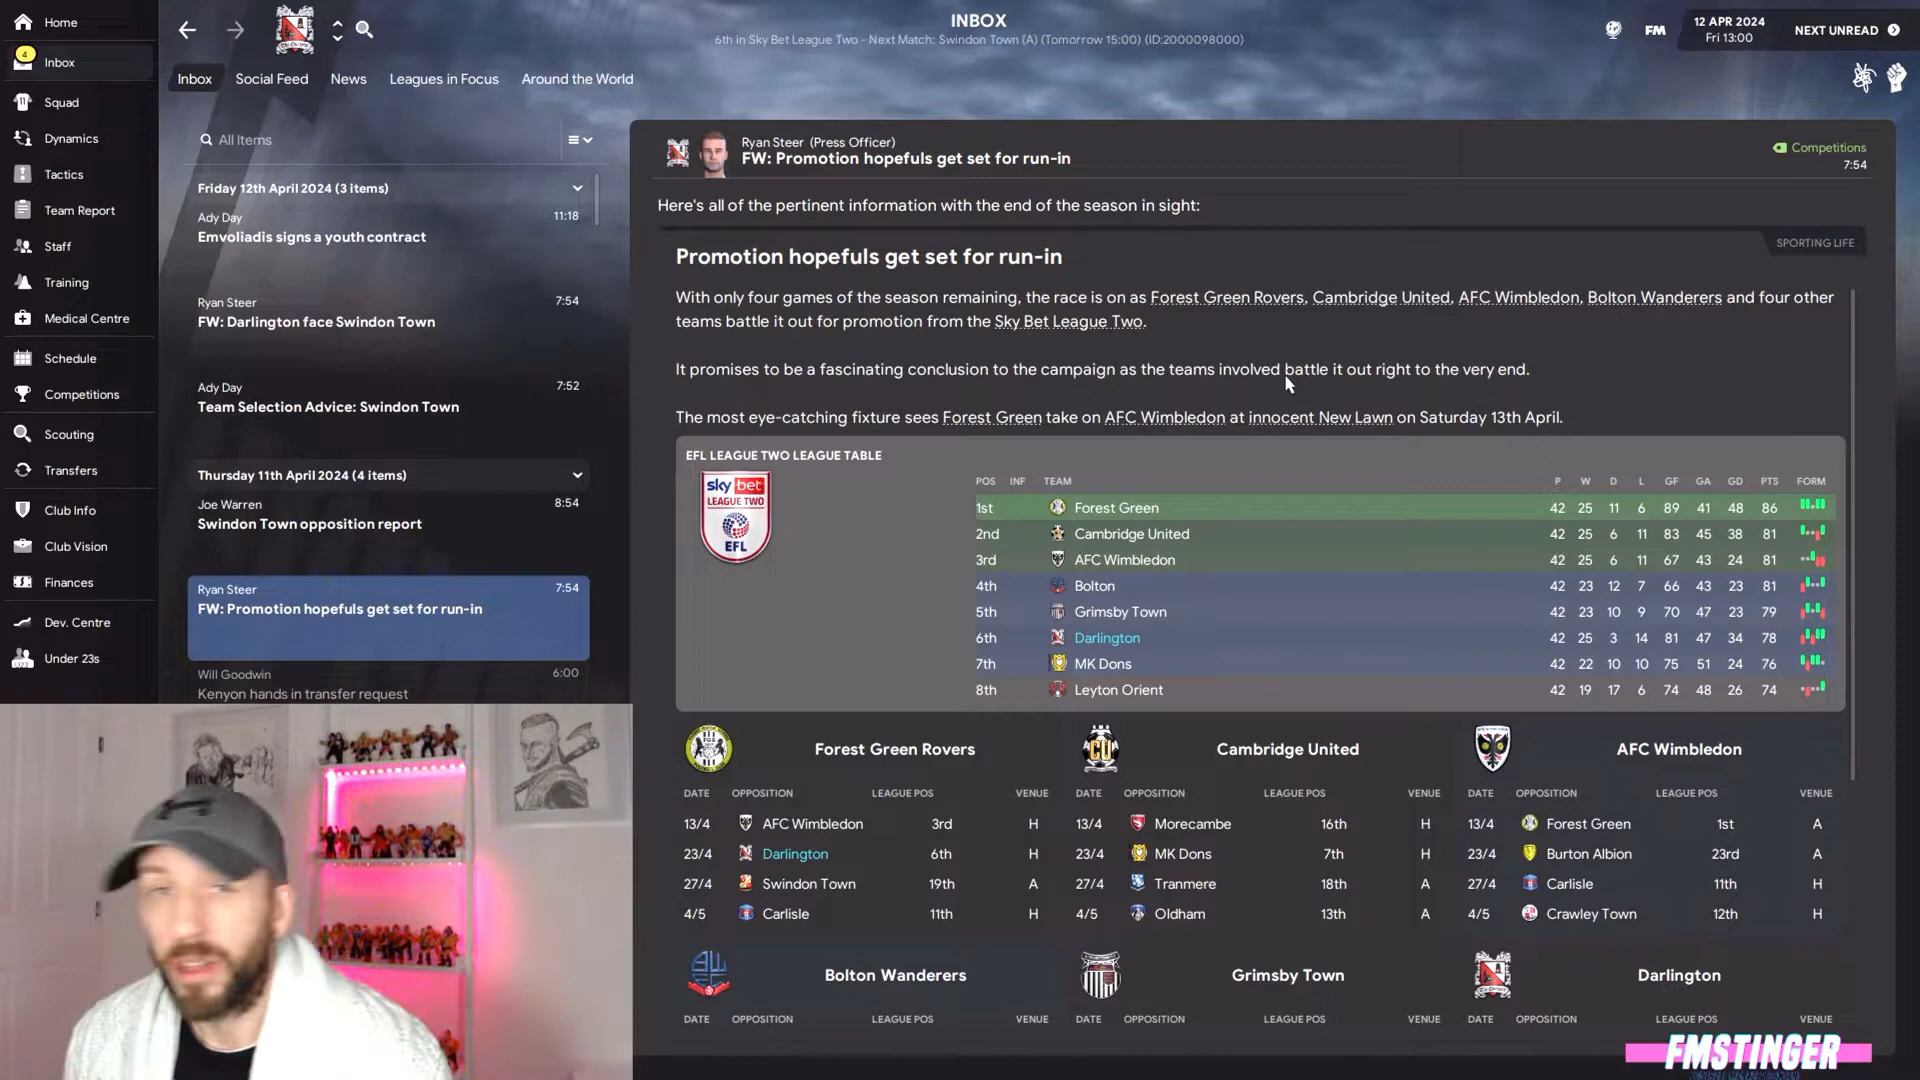 Home
INBOX
6th in Sky Bet League Two - Next Match: Swindon Town (A) (Tomorrow 15:00) (ID:2000098000)
FM
12 APR 2024
Fri 13:00
NEXT UNREAD
4
Inbox
Inbox Social Feed News Leagues in Focus Around the World
Squad
Dynamics
Tactics
Team Report
Staff
Training
Medical Centre
Schedule
Competitions
Scouting
Transfers
Club Info
Club Vision
Finances
Dev. Centre
Under 23s
All Items
Friday 12th April 2024 (3 items)
Ady Day 11:18
Emvoliadis signs a youth contract
Ryan Steer 7:54
FW: Darlington face Swindon Town
Ady Day 7:52
Team Selection Advice: Swindon Town
Thursday 11th April 2024 (4 items)
Joe Warren 8:54
Swindon Town opposition report
Ryan Steer 7:54
FW: Promotion hopefuls get set for run-in
Will Goodwin 6:00
Kenyon hands in transfer request
Ryan Steer (Press Officer)
FW: Promotion hopefuls get set for run-in
Competitions
7:54
Here's all of the pertinent information with the end of the season in sight:
SPORTING LIFE
Promotion hopefuls get set for run-in
With only four games of the season remaining, the race is on as Forest Green Rovers, Cambridge United, AFC Wimbledon, Bolton Wanderers and four other
teams battle it out for promotion from the Sky Bet League Two.
It promises to be a fascinating conclusion to the campaign as the teams involved battle it out right to the very end.
The most eye-catching fixture sees Forest Green take on AFC Wimbledon at innocent New Lawn on Saturday 13th April.
EFL LEAGUE TWO LEAGUE TABLE
sky bet
LEAGUE TWO
EFL
POS INF TEAM P W D L GF GA GD PTS FORM
1st Forest Green 42 25 11 6 89 41 48 86
2nd Cambridge United 42 25 6 11 83 45 38 81
3rd AFC Wimbledon 42 25 6 11 67 43 24 81
4th Bolton 42 23 12 7 66 43 23 81
5th Grimsby Town 42 23 10 9 70 47 23 79
6th Darlington 42 25 3 14 81 47 34 78
7th MK Dons 42 22 10 10 75 51 24 76
8th Leyton Orient 42 19 17 6 74 48 26 74
Forest Green Rovers
DATE OPPOSITION LEAGUE POS VENUE
13/4 AFC Wimbledon 3rd H
23/4 Darlington 6th H
27/4 Swindon Town 19th A
4/5 Carlisle 11th H
Cambridge United
DATE OPPOSITION LEAGUE POS VENUE
13/4 Morecambe 16th H
23/4 MK Dons 7th H
27/4 Tranmere 18th A
4/5 Oldham 13th A
AFC Wimbledon
DATE OPPOSITION LEAGUE POS VENUE
13/4 Forest Green 1st A
23/4 Burton Albion 23rd A
27/4 Carlisle 11th H
4/5 Crawley Town 12th H
Bolton Wanderers
DATE OPPOSITION LEAGUE POS VENUE
Grimsby Town
DATE OPPOSITION LEAGUE POS VENUE
Darlington
DATE OPPOSITION LEAGUE POS VENUE
FMSTINGER